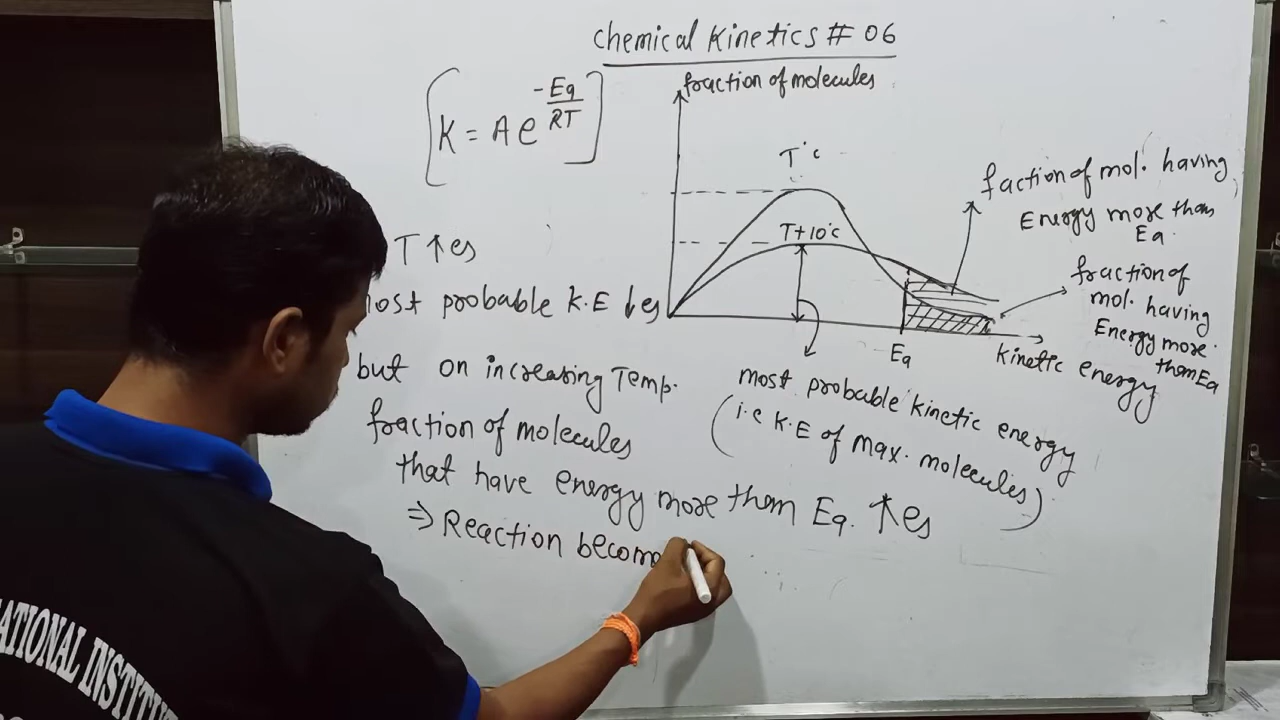 Chemical Kinetics # 06
K = A e^(-Ea/RT)
fraction of molecules
T°c
T+10°c
Ea
Kinetic energy
faction of mol. having
Energy more than
Ea
fraction of
mol. having
Energy more
than Ea
T ↑es
most probable K.E ↓es
but on increasing Temp.
fraction of molecules
that have energy more than Ea. ↑es
⇒ Reaction becom
most probable kinetic energy
(i.e K.E of max. molecules)
ATIONAL INSTITU